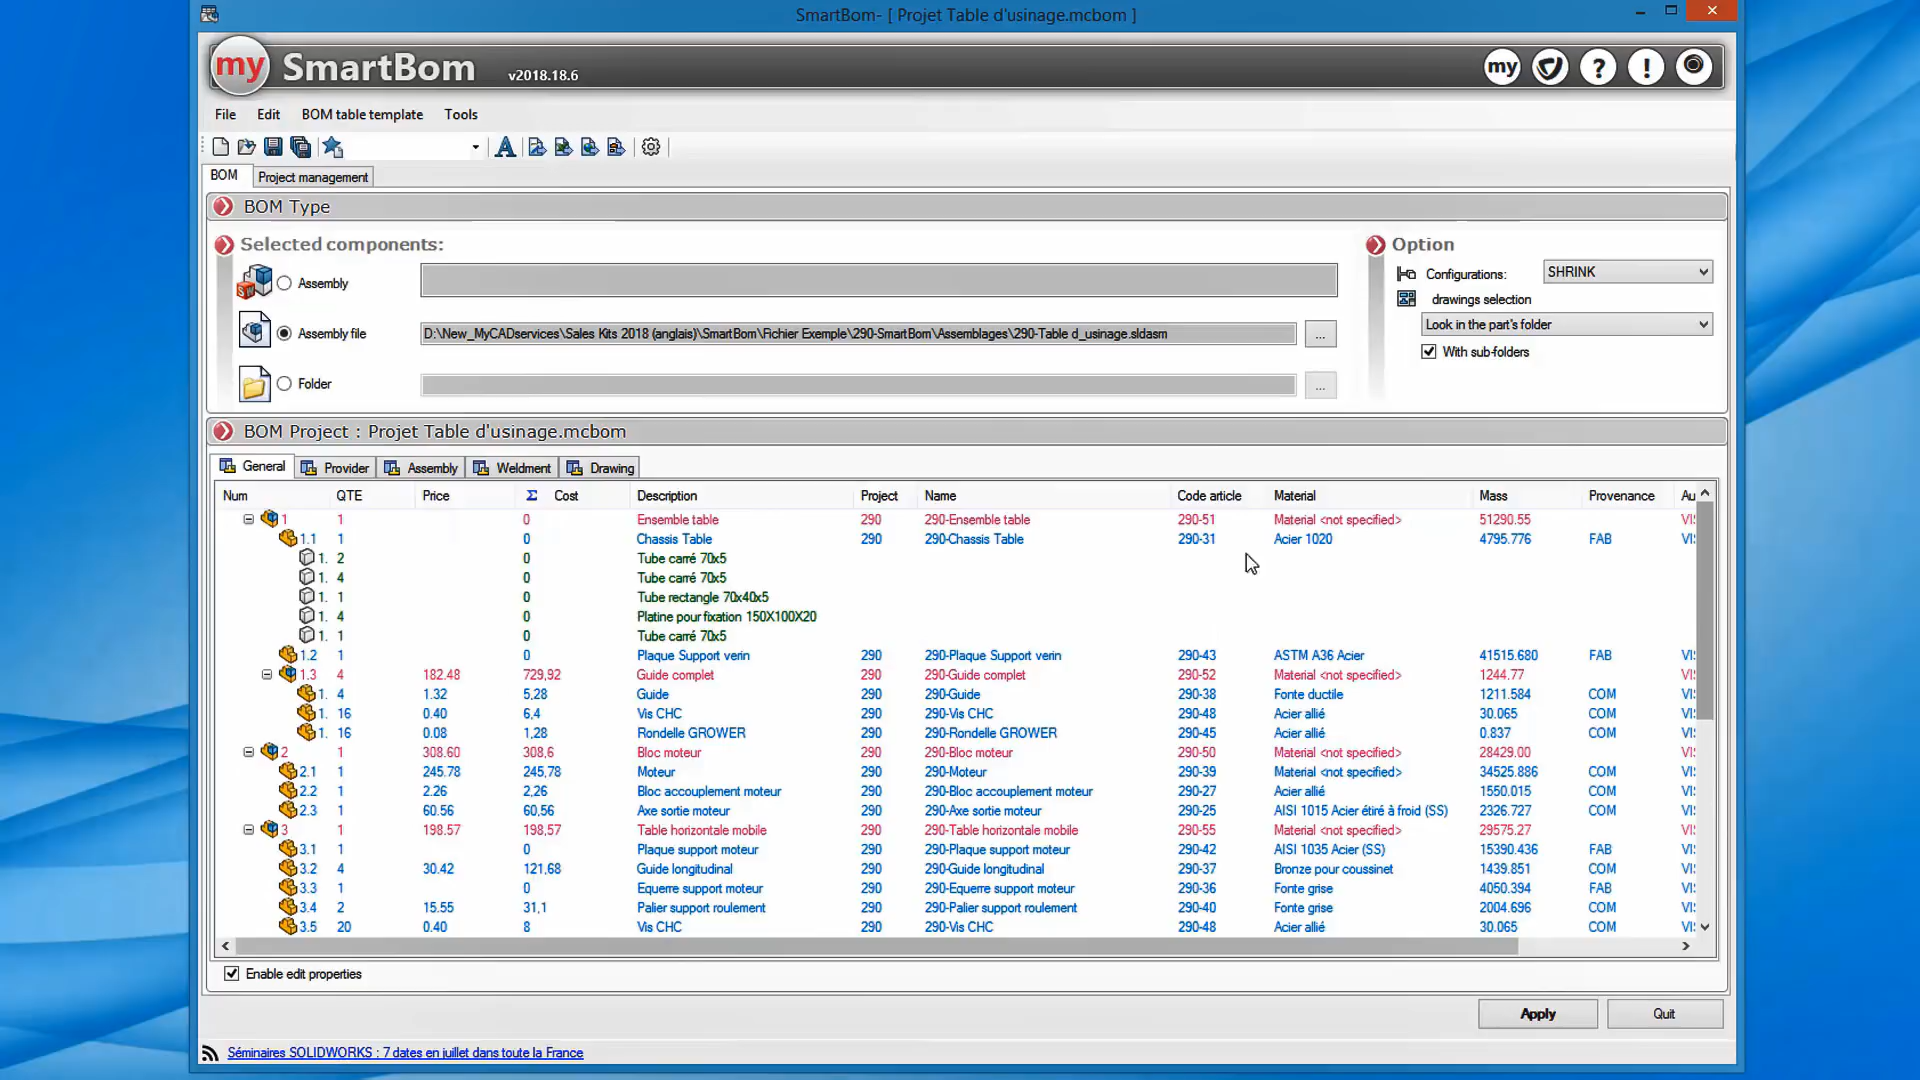 SmartBom- [ Projet Table d'usinage.mcbom ]
my SmartBom v2018.18.6 my ? !
File Edit BOM table template Tools
BOM Project management
BOM Type
Selected components: Option
Assembly Configurations: SHRINK
drawings selection
Assembly file D:\New_MyCADservices\Sales Kits 2018 (anglais)\SmartBom\Fichier Exemple\290-SmartBom\Assemblages\290-Table d_usinage.sldasm ... Look in the part's folder
With sub-folders
Folder ...
BOM Project : Projet Table d'usinage.mcbom
General Provider Assembly Weldment Drawing
Num QTE Price Σ Cost Description Project Name Code article Material Mass Provenance Au
1 1 0 Ensemble table 290 290-Ensemble table 290-51 Material <not specified> 51290.55
1.1 1 0 Chassis Table 290 290-Chassis Table 290-31 Acier 1020 4795.776 FAB
1. 2 0 Tube carré 70x5
1. 4 0 Tube carré 70x5
1. 1 0 Tube rectangle 70x40x5
1. 4 0 Platine pour fixation 150X100X20
1. 1 0 Tube carré 70x5
1.2 1 0 Plaque Support verin 290 290-Plaque Support verin 290-43 ASTM A36 Acier 41515.680 FAB
1.3 4 182.48 729,92 Guide complet 290 290-Guide complet 290-52 Material <not specified> 1244.77
1. 4 1.32 5,28 Guide 290 290-Guide 290-38 Fonte ductile 1211.584 COM
1. 16 0.40 6,4 Vis CHC 290 290-Vis CHC 290-48 Acier allié 30.065 COM
1. 16 0.08 1,28 Rondelle GROWER 290 290-Rondelle GROWER 290-45 Acier allié 0.837 COM
2 1 308.60 308,6 Bloc moteur 290 290-Bloc moteur 290-50 Material <not specified> 28429.00
2.1 1 245.78 245,78 Moteur 290 290-Moteur 290-39 Material <not specified> 34525.886 COM
2.2 1 2.26 2,26 Bloc accouplement moteur 290 290-Bloc accouplement moteur 290-27 Acier allié 1550.015 COM
2.3 1 60.56 60,56 Axe sortie moteur 290 290-Axe sortie moteur 290-25 AISI 1015 Acier étiré à froid (SS) 2326.727 COM
3 1 198.57 198,57 Table horizontale mobile 290 290-Table horizontale mobile 290-55 Material <not specified> 29575.27
3.1 1 0 Plaque support moteur 290 290-Plaque support moteur 290-42 AISI 1035 Acier (SS) 15390.436 FAB
3.2 4 30.42 121,68 Guide longitudinal 290 290-Guide longitudinal 290-37 Bronze pour coussinet 1439.851 COM
3.3 1 0 Equerre support moteur 290 290-Equerre support moteur 290-36 Fonte grise 4050.394 FAB
3.4 2 15.55 31,1 Palier support roulement 290 290-Palier support roulement 290-40 Fonte grise 2004.696 COM
3.5 20 0.40 8 Vis CHC 290 290-Vis CHC 290-48 Acier allié 30.065 COM
Enable edit properties
Apply Quit
Séminaires SOLIDWORKS : 7 dates en juillet dans toute la France